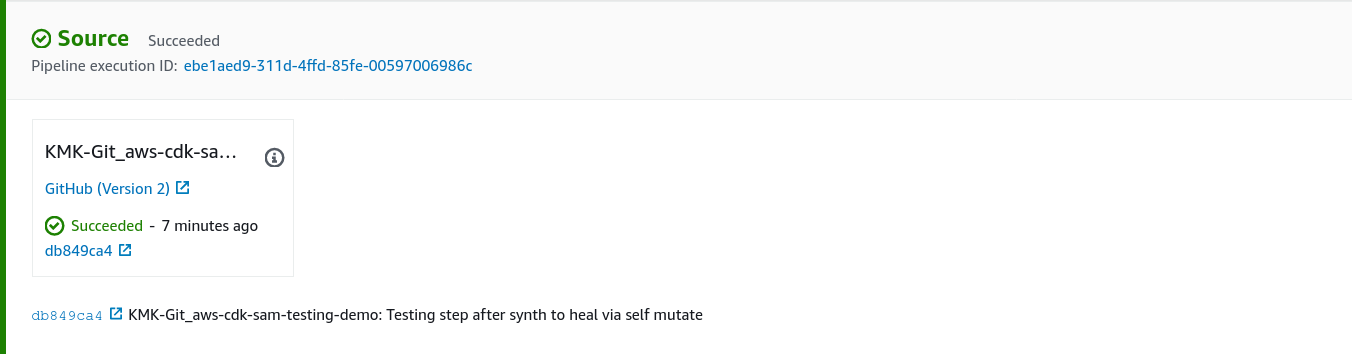 Source Succeeded
Pipeline execution ID: ebe1aed9-311d-4ffd-85fe-00597006986c
KMK-Git_aws-cdk-sa...
GitHub (Version 2)
Succeeded - 7 minutes ago
db849ca4
db849ca4 KMK-Git_aws-cdk-sam-testing-demo: Testing step after synth to heal via self mutate